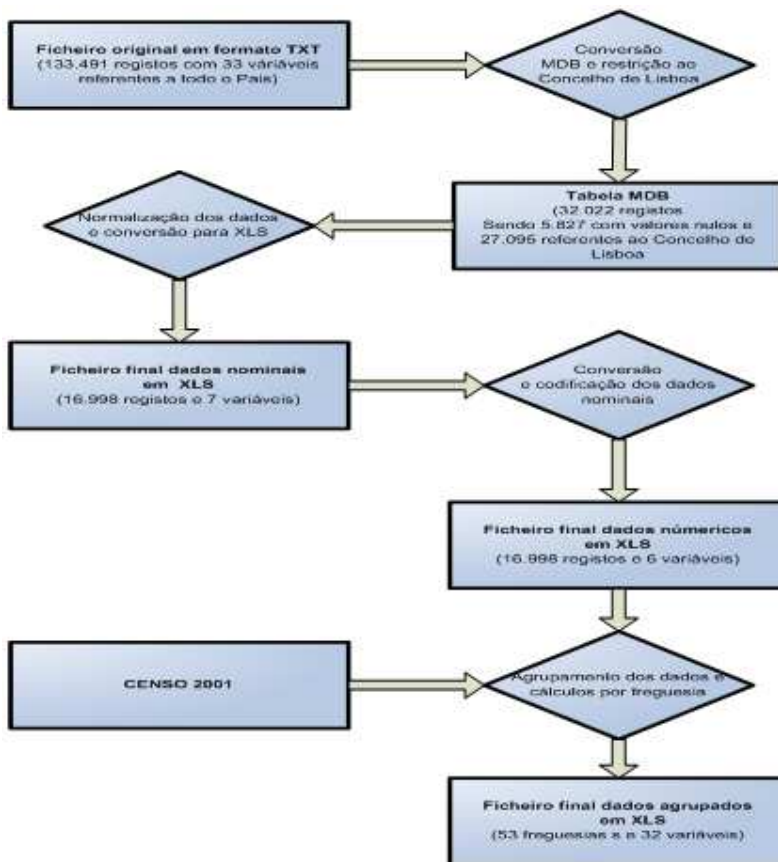 Ficheiro original em formato TXT
(133.491 registos com 33 variáveis
referentes a todo o País)
Conversão
MDB e restrição ao
Concelho de Lisboa
Tabela MDB
(32.022 registos
Sendo 5.827 com valores nulos e
27.095 referentes ao Concelho de
Lisboa
Normalização dos dados
e conversão para XLS
Ficheiro final dados nominais
em XLS
(16.998 registos e 7 variáveis)
Conversão
e codificação dos dados
nominais
Ficheiro final dados númericos
em XLS
(16.998 registos e 6 variáveis)
CENSO 2001
Agrupamento dos dados e
cálculos por freguesia
Ficheiro final dados agrupados
em XLS
(53 freguesias s e 32 variáveis)